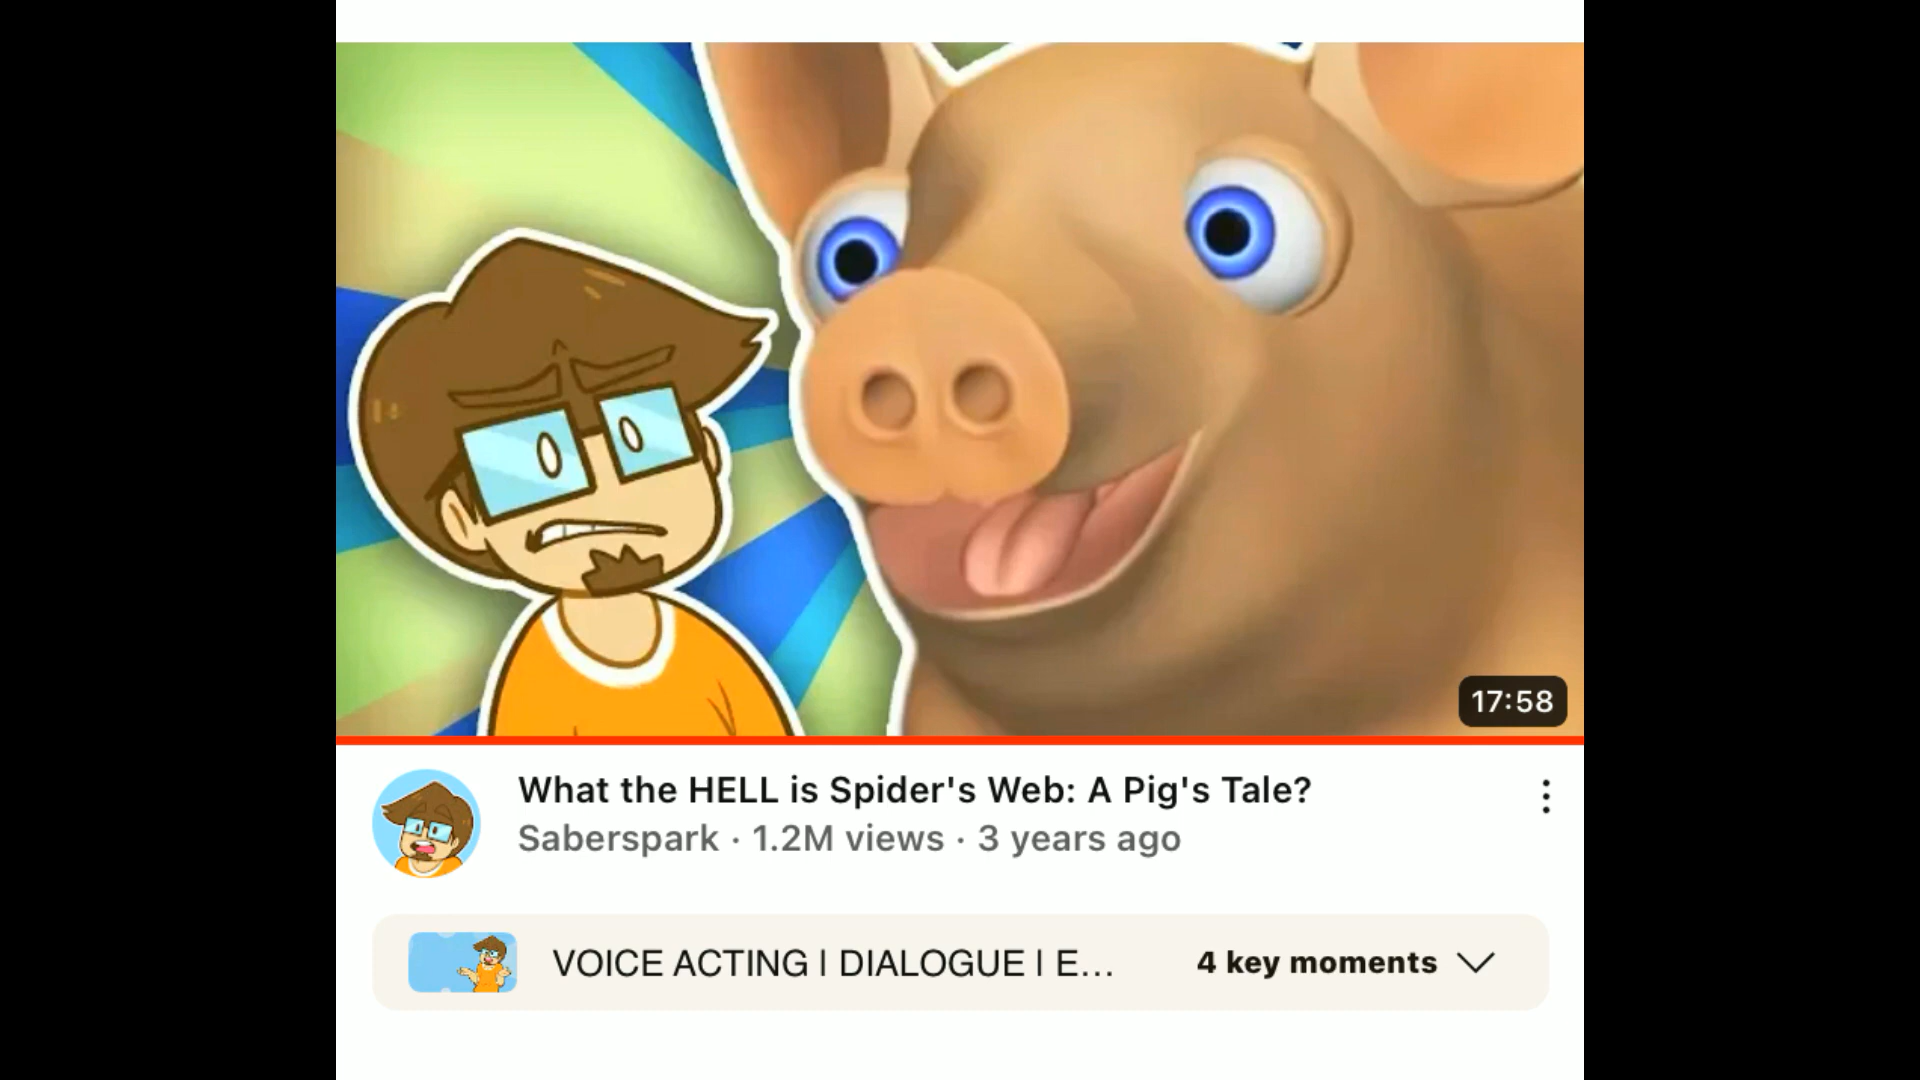 17:58
What the HELL is Spider's Web: A Pig's Tale?
Saberspark · 1.2M views · 3 years ago
VOICE ACTING | DIALOGUE | E...
4 key moments